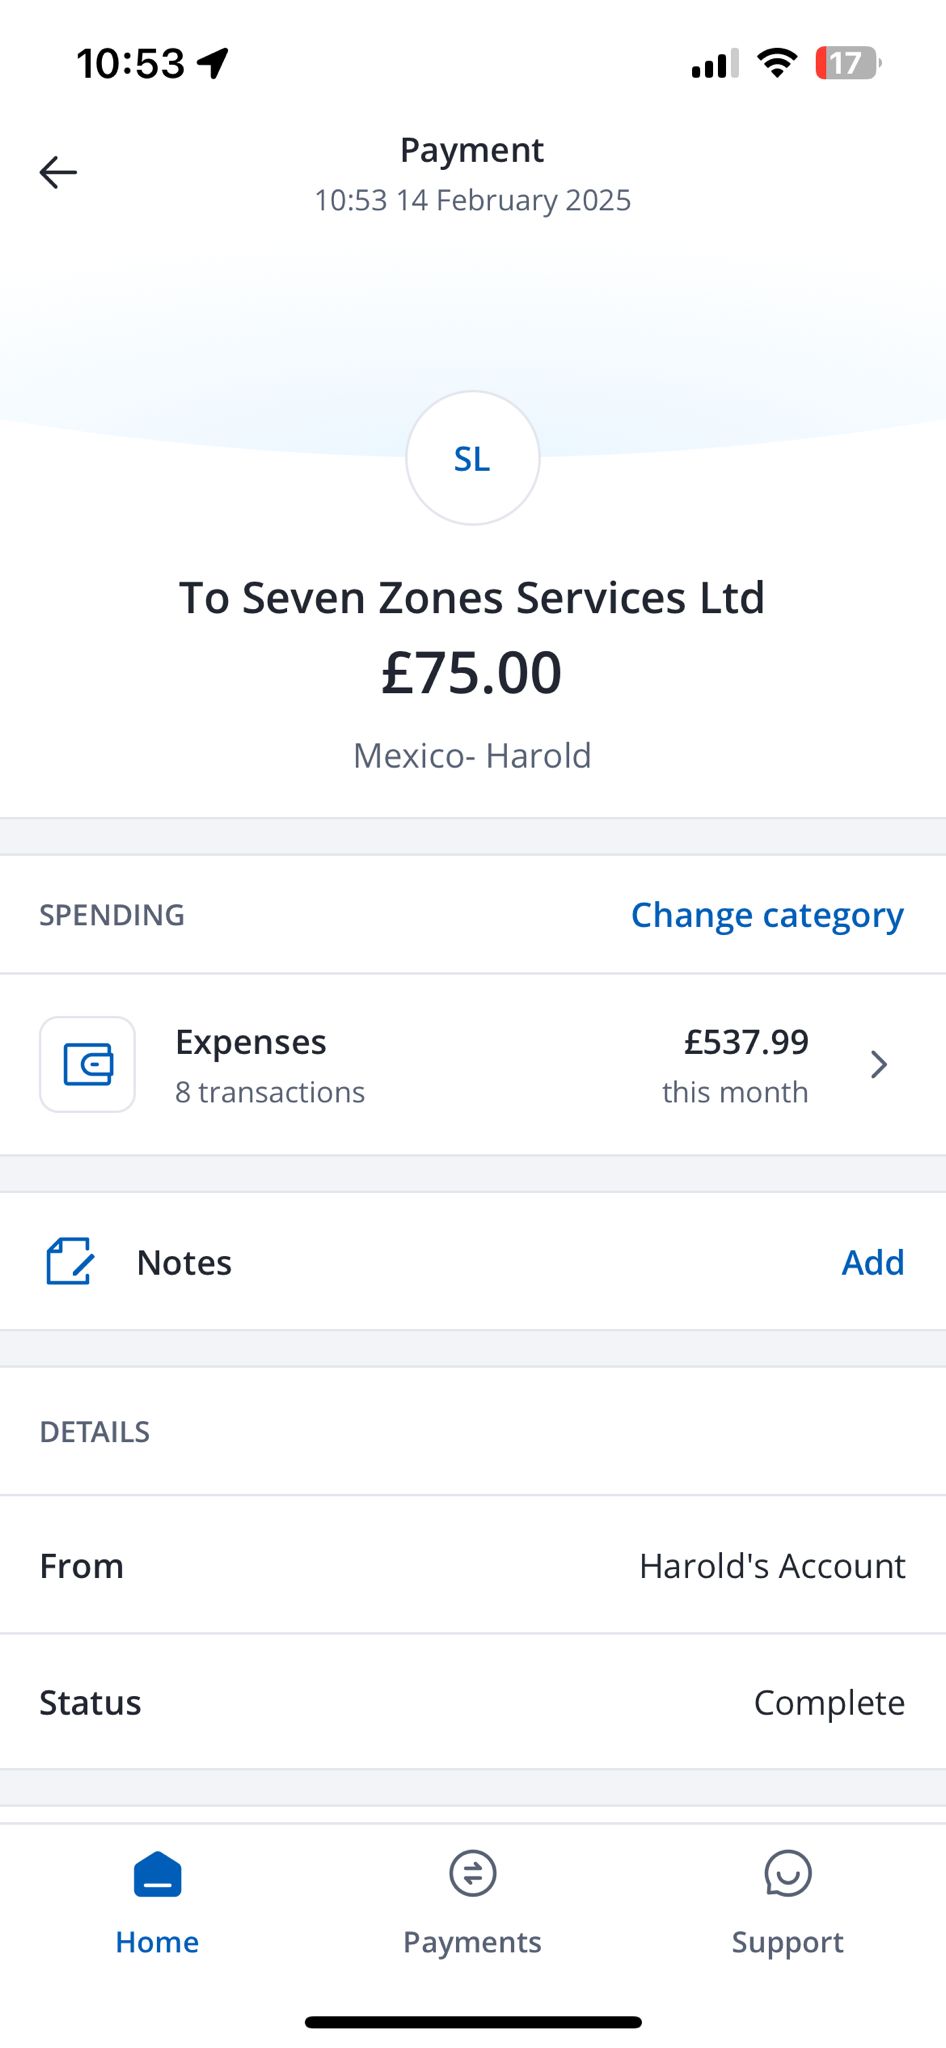 10:53
17
Payment
10:53 14 February 2025
SL
To Seven Zones Services Ltd
£75.00
Mexico- Harold
SPENDING Change category
Expenses £537.99
8 transactions this month
Notes Add
DETAILS
From Harold's Account
Status Complete
Home Payments Support